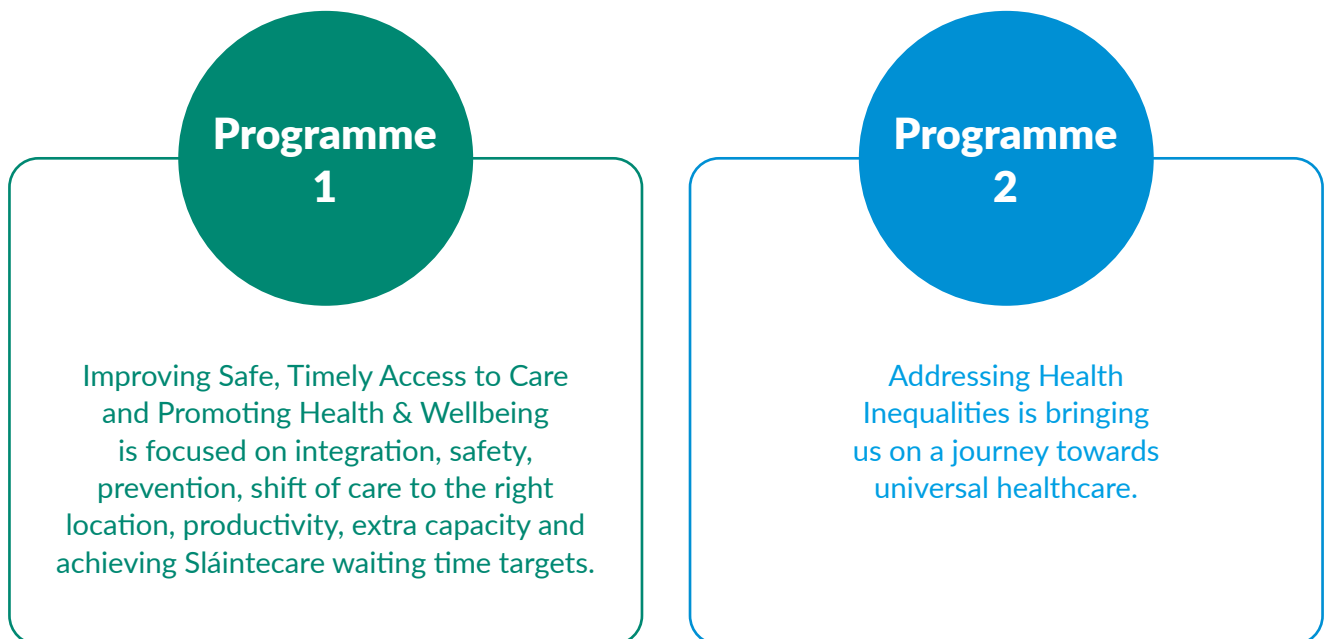 Programme
1
Improving Safe, Timely Access to Care
and Promoting Health & Wellbeing
is focused on integration, safety,
prevention, shift of care to the right
location, productivity, extra capacity and
achieving Sláintecare waiting time targets.
Programme
2
Addressing Health
Inequalities is bringing
us on a journey towards
universal healthcare.